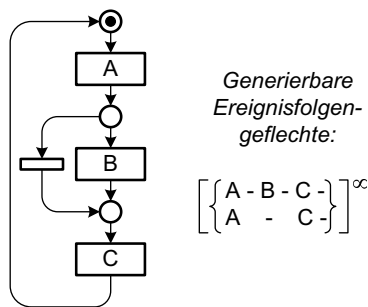 A
B
C
Generierbare
Ereignisfolgen-
geflechte:
[{A - B - C -
A - C -}]∞